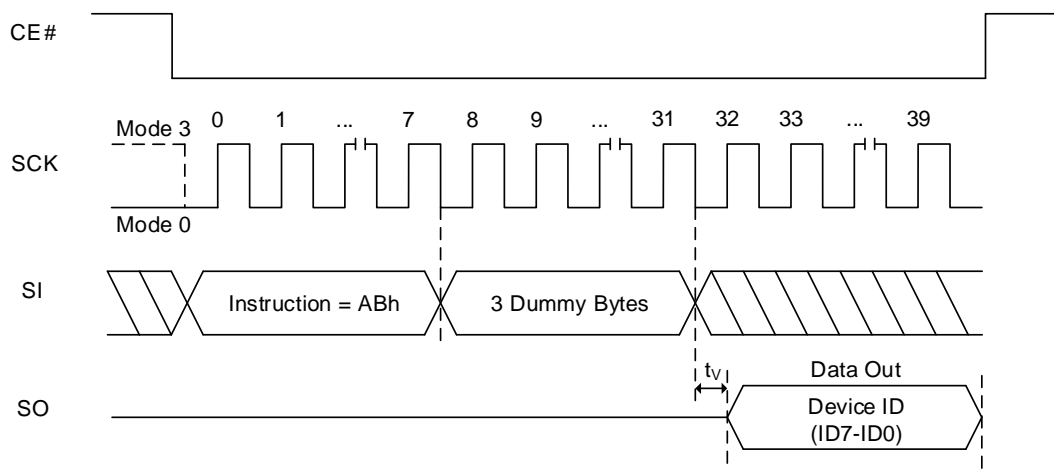 CE#
SCK
Mode 3
Mode 0
0 1 ... 7 8 9 ... 31 32 33 ... 39
SI
Instruction = ABh
3 Dummy Bytes
tV
Data Out
SO
Device ID
(ID7-ID0)